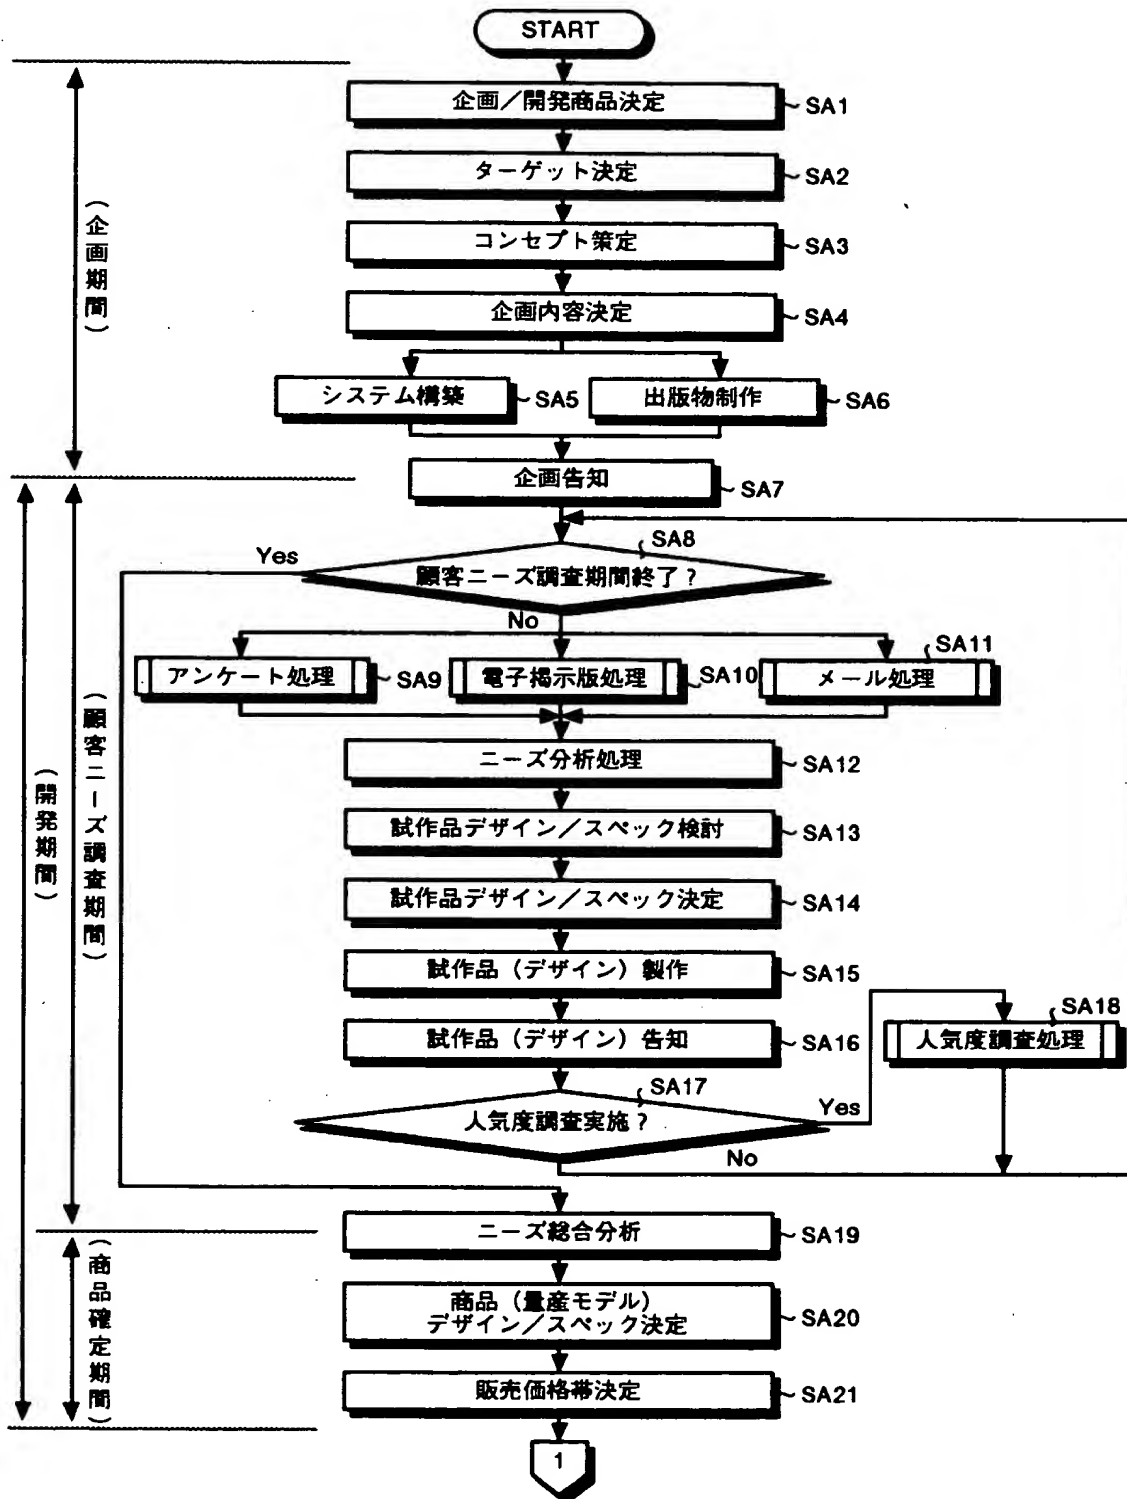 START
企画/開発商品決定 SA1
ターゲット決定 SA2
コンセプト策定 SA3
(企画期間)
企画内容決定 SA4
システム構築 SA5
出版物制作 SA6
企画告知 SA7
SA8
顧客ニーズ調査期間終了?
Yes
No
アンケート処理 SA9
電子掲示版処理 SA10
メール処理 SA11
ニーズ分析処理 SA12
(開発期間)
(顧客ニーズ調査期間)
試作品デザイン/スペック検討 SA13
試作品デザイン/スペック決定 SA14
試作品(デザイン)製作 SA15
試作品(デザイン)告知 SA16
SA17
人気度調査実施?
Yes
No
人気度調査処理 SA18
ニーズ総合分析 SA19
(商品確定期間)
商品(量産モデル)
デザイン/スペック決定 SA20
販売価格帯決定 SA21
1